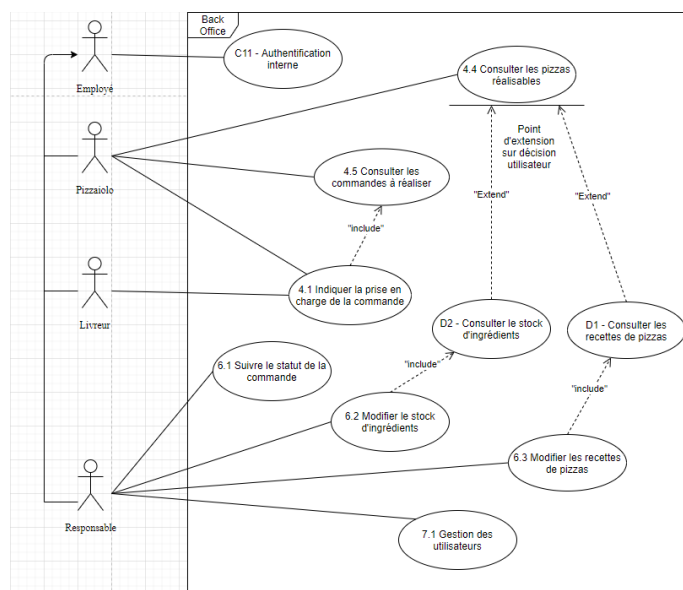 Back
Office
C11 - Authentification
interne
Employé
4.4 Consulter les pizzas
réalisables
Point
d'extension
sur décision
utilisateur
Pizzaiolo
4.5 Consulter les
commandes à réaliser
"Extend"
"Extend"
"include"
4.1 Indiquer la prise en
charge de la commande
Livreur
D2 - Consulter le stock
d'ingrédients
D1 - Consulter les
recettes de pizzas
6.1 Suivre le statut de la
commande
"include"
"include"
6.2 Modifier le stock
d'ingrédients
6.3 Modifier les recettes
de pizzas
Responsable
7.1 Gestion des
utilisateurs